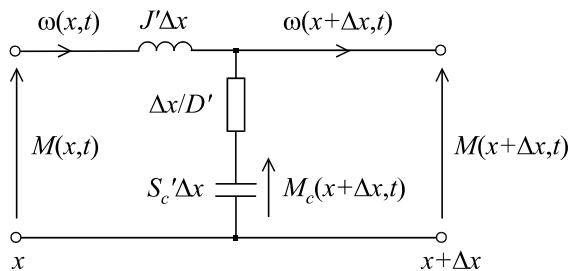 ω(x,t) J′Δx ω(x+Δx,t)
Δx/D′
M(x,t) M(x+Δx,t)
S_c′Δx M_c(x+Δx,t)
x x+Δx